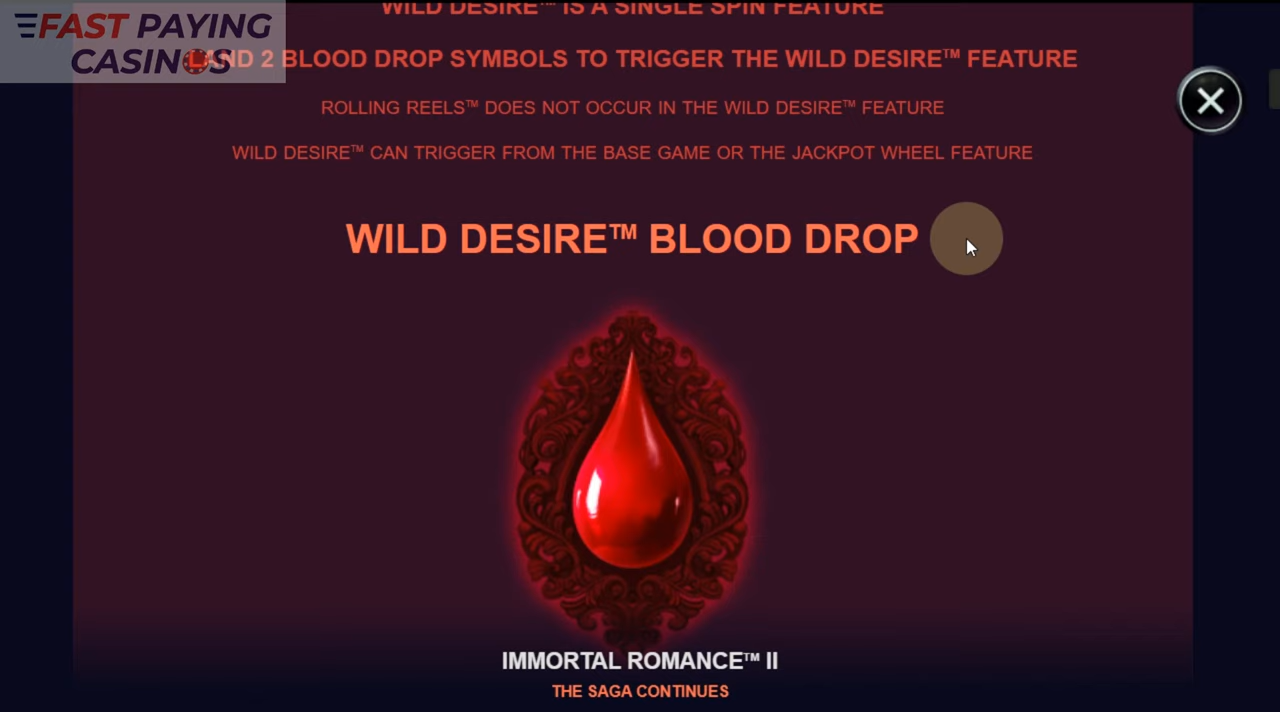 WILD DESIRE™ IS A SINGLE SPIN FEATURE
FAST PAYING
CASINOS
LAND 2 BLOOD DROP SYMBOLS TO TRIGGER THE WILD DESIRE™ FEATURE
ROLLING REELS™ DOES NOT OCCUR IN THE WILD DESIRE™ FEATURE
WILD DESIRE™ CAN TRIGGER FROM THE BASE GAME OR THE JACKPOT WHEEL FEATURE
WILD DESIRE™ BLOOD DROP
IMMORTAL ROMANCE™ II
THE SAGA CONTINUES